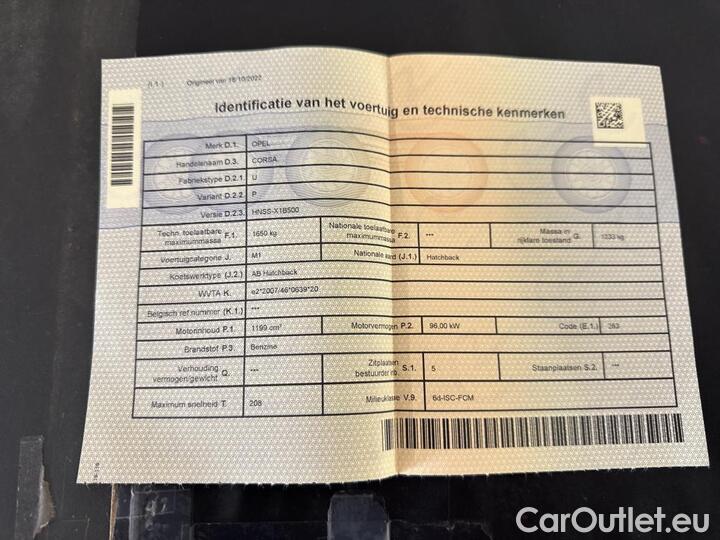 (I.1.) Origineel van 18/10/2022
Identificatie van het voertuig en technische kenmerken
Merk D.1. OPEL
Handelsnaam D.3. CORSA
Fabriekstype D.2.1 U
Variant D.2.2 P
Versie D.2.3 HNSS-X1B500
Techn. toelaatbare maximummassa F.1. 1650 kg Nationale toelaatbare maximummassa F.2. *** Massa in rijklare toestand G. 1233 kg
Voertuigcategorie J. M1 Nationale aard (J.1.) Hatchback
Koetswerktype (J.2.) AB Hatchback
WVTA K. e2*2007/46*0639*20
Belgisch ref nummer (K.1.) ***
Motorinhoud P.1. 1199 cm³ Motorvermogen P.2. 96,00 kW Code (E.1.) 263
Brandstof P.3. Benzine
Verhouding vermogen/gewicht Q. *** Zitplaatsen bestuurder inb. S.1. 5 Staanplaatsen S.2. ***
Maximum snelheid T. 208 Milieuklasse V.9. 6d-ISC-FCM
CarOutlet.eu